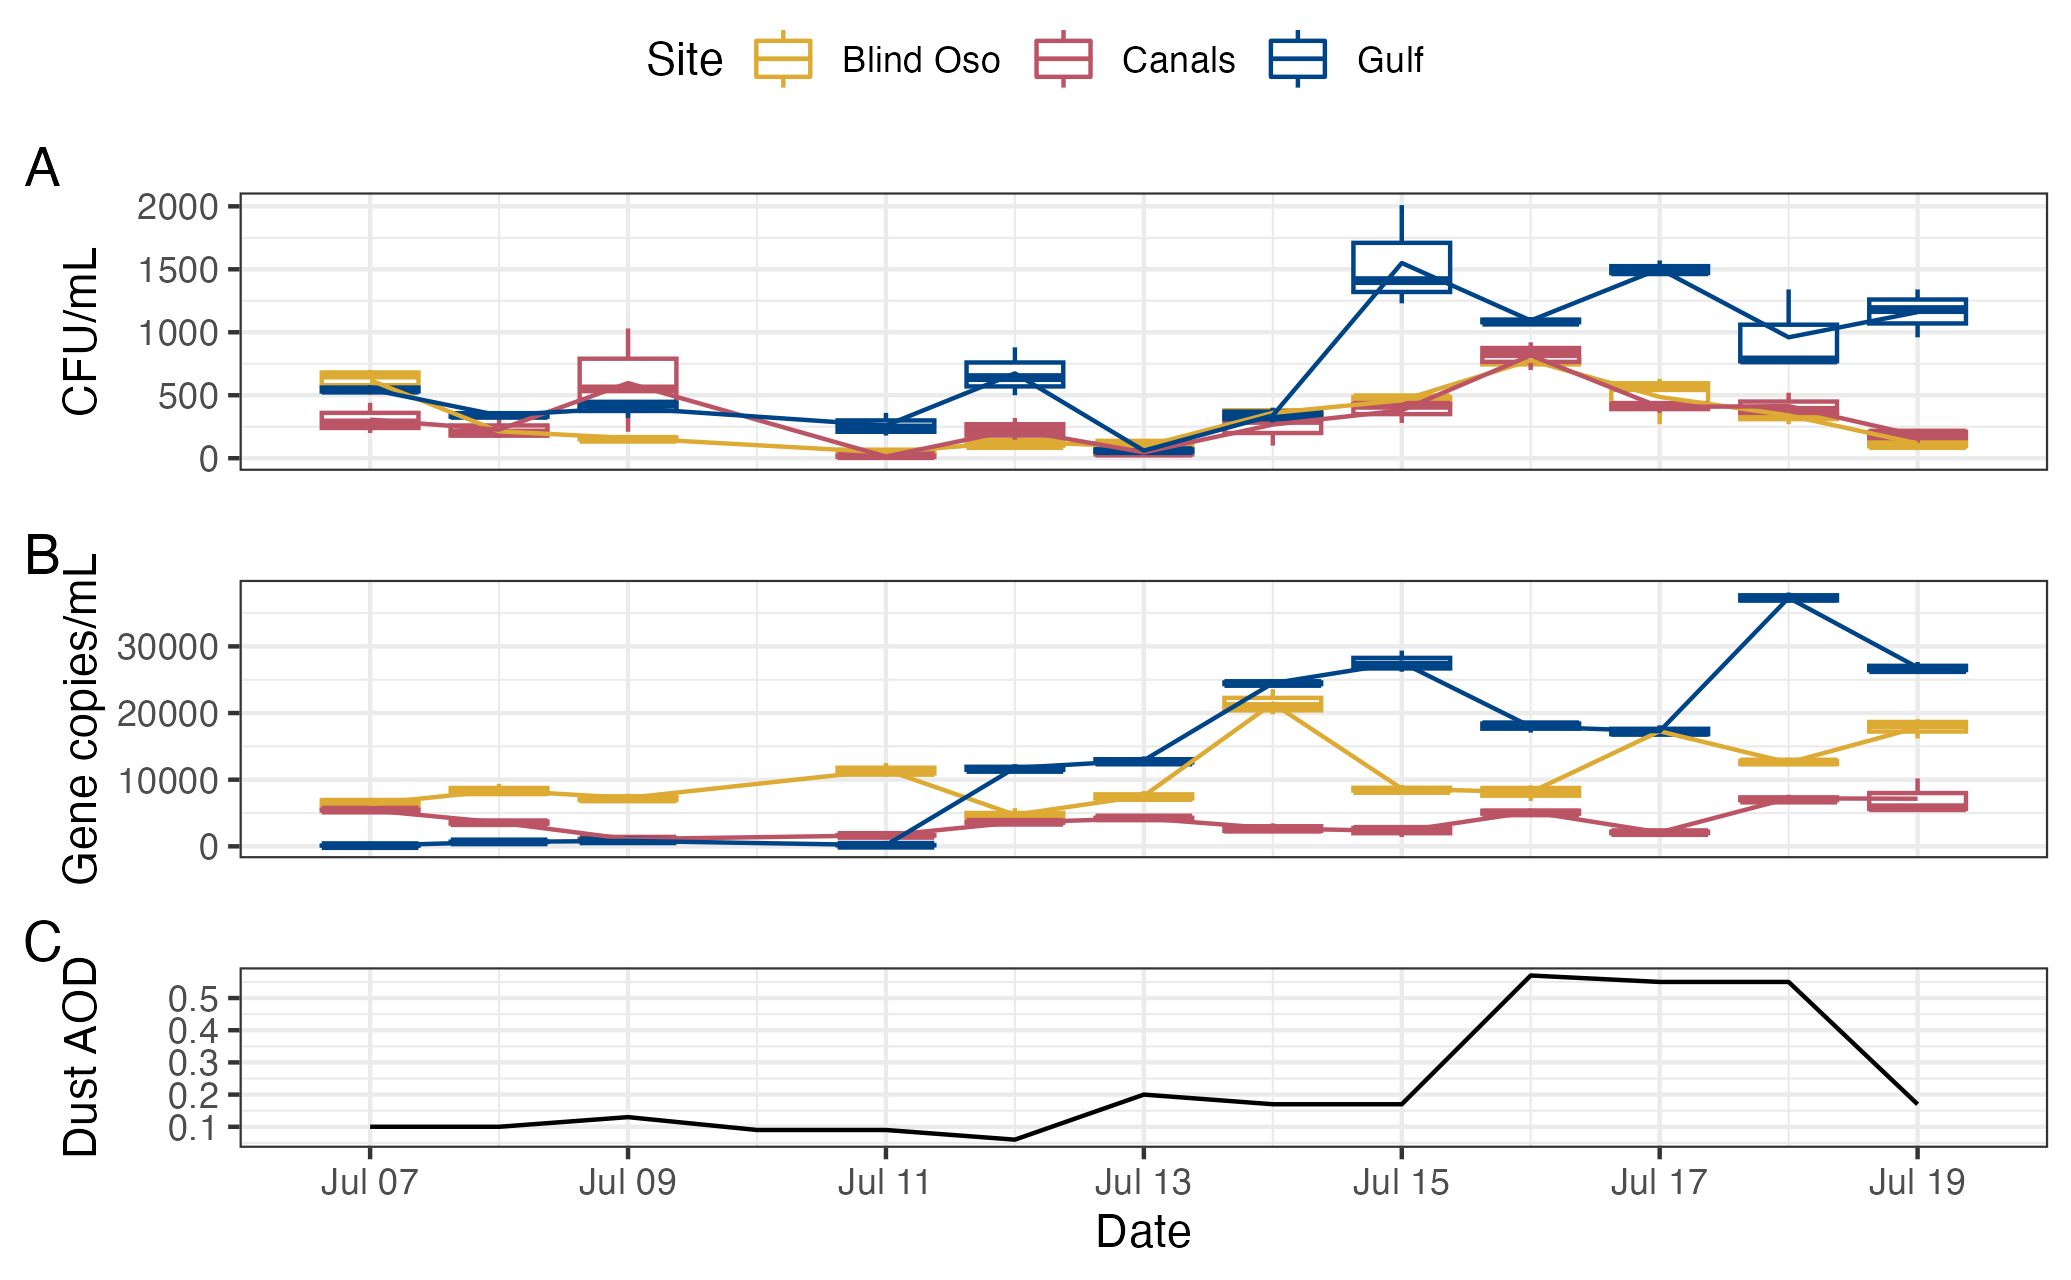 Site Blind Oso Canals Gulf
A
CFU/mL
2000
1500
1000
500
0
B
Gene copies/mL
30000
20000
10000
0
C
Dust AOD
0.5
0.4
0.3
0.2
0.1
Jul 07 Jul 09 Jul 11 Jul 13 Jul 15 Jul 17 Jul 19
Date